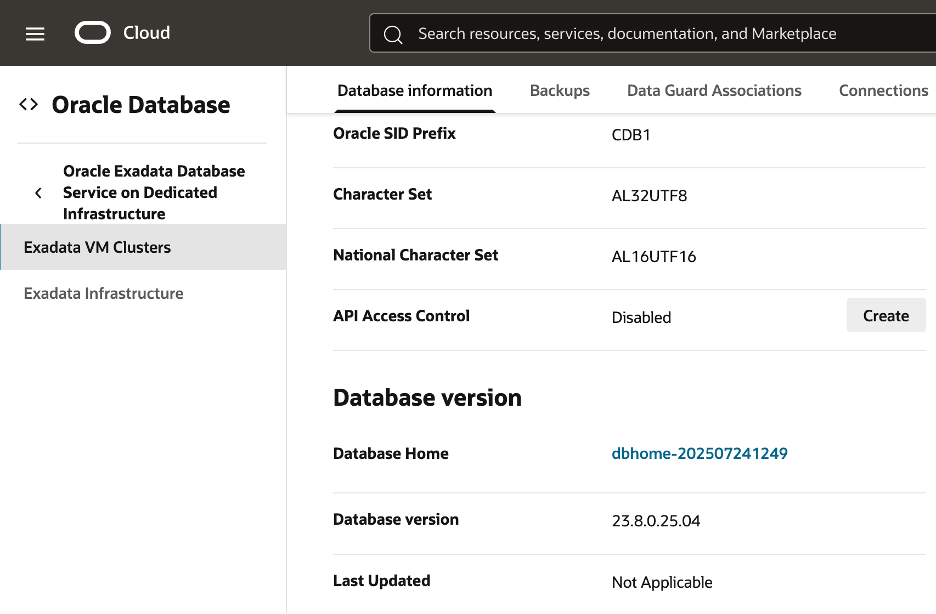 Cloud
Search resources, services, documentation, and Marketplace
Oracle Database
Oracle Exadata Database
Service on Dedicated
Infrastructure
Exadata VM Clusters
Exadata Infrastructure
Database information Backups Data Guard Associations Connections
Oracle SID Prefix CDB1
Character Set AL32UTF8
National Character Set AL16UTF16
API Access Control Disabled Create
Database version
Database Home dbhome-202507241249
Database version 23.8.0.25.04
Last Updated Not Applicable